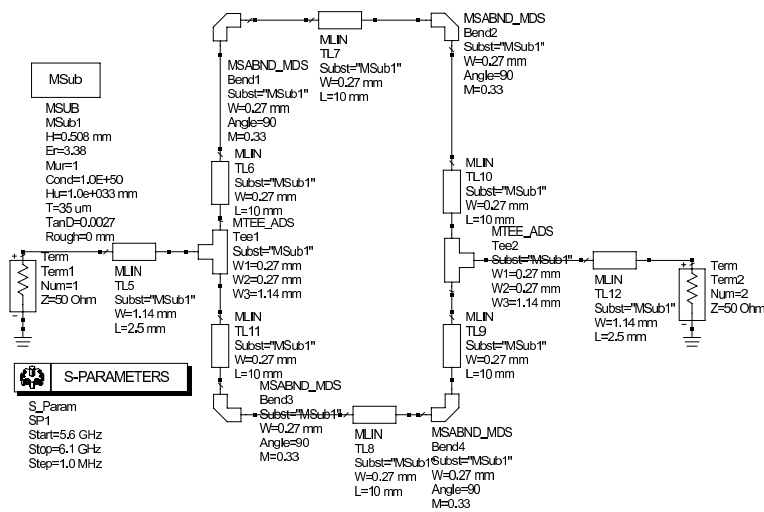 MSub
MSUB
MSub1
H=0.508 mm
Er=3.38
Mur=1
Cond=1.0E+50
Hu=1.0e+033 mm
T=35 um
TanD=0.0027
Rough=0 mm
MSABND_MDS
Bend1
Subst="MSub1"
W=0.27 mm
Angle=90
M=0.33
MLIN
TL7
Subst="MSub1"
W=0.27 mm
L=10 mm
MSABND_MDS
Bend2
Subst="MSub1"
W=0.27 mm
Angle=90
M=0.33
MLIN
TL6
Subst="MSub1"
W=0.27 mm
L=10 mm
MLIN
TL10
Subst="MSub1"
W=0.27 mm
L=10 mm
MTEE_ADS
Tee1
Subst="MSub1"
W1=0.27 mm
W2=0.27 mm
W3=1.14 mm
MTEE_ADS
Tee2
Subst="MSub1"
W1=0.27 mm
W2=0.27 mm
W3=1.14 mm
+
-
Term
Term1
Num=1
Z=50 Ohm
MLIN
TL5
Subst="MSub1"
W=1.14 mm
L=2.5 mm
MLIN
TL12
Subst="MSub1"
W=1.14 mm
L=2.5 mm
+
-
Term
Term2
Num=2
Z=50 Ohm
MLIN
TL11
Subst="MSub1"
W=0.27 mm
L=10 mm
MLIN
TL9
Subst="MSub1"
W=0.27 mm
L=10 mm
S-PARAMETERS
S_Param
SP1
Start=5.6 GHz
Stop=6.1 GHz
Step=1.0 MHz
MSABND_MDS
Bend3
Subst="MSub1"
W=0.27 mm
Angle=90
M=0.33
MLIN
TL8
Subst="MSub1"
W=0.27 mm
L=10 mm
MSABND_MDS
Bend4
Subst="MSub1"
W=0.27 mm
Angle=90
M=0.33